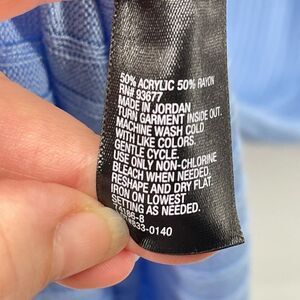 50% ACRYLIC 50% RAYON
RN# 93677
MADE IN JORDAN
TURN GARMENT INSIDE OUT.
MACHINE WASH COLD
WITH LIKE COLORS.
GENTLE CYCLE.
USE ONLY NON-CHLORINE
BLEACH WHEN NEEDED.
RESHAPE AND DRY FLAT.
IRON ON LOWEST
SETTING AS NEEDED.